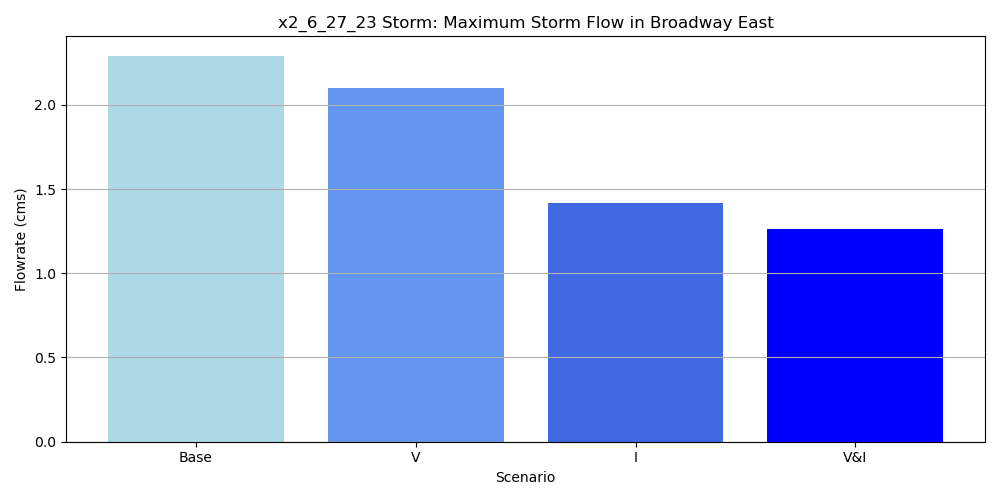 x2_6_27_23 Storm: Maximum Storm Flow in Broadway East
Flowrate (cms)
2.0
1.5
1.0
0.5
0.0
Base
V
I
V&I
Scenario